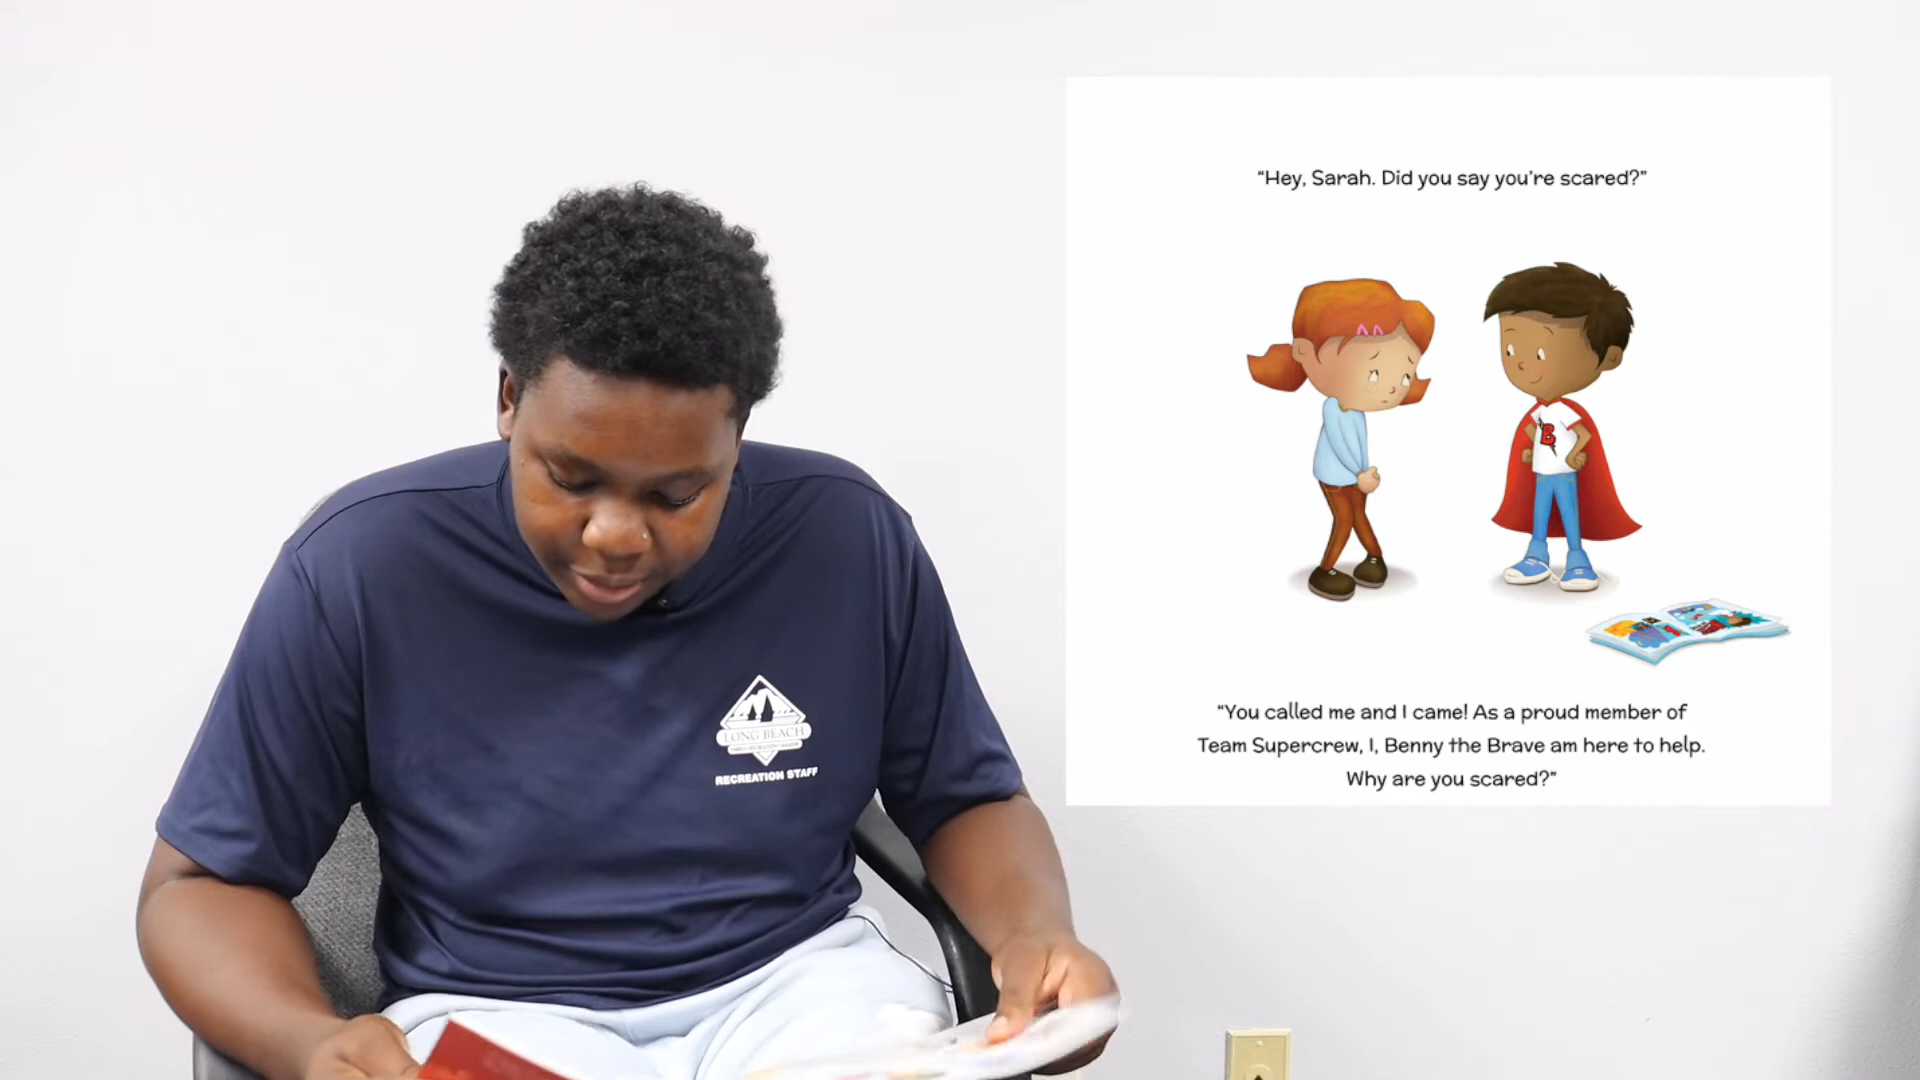 “Hey, Sarah. Did you say you’re scared?”
“You called me and I came! As a proud member of
Team Supercrew, I, Benny the Brave am here to help.
Why are you scared?”
B
LONG BEACH
RECREATION STAFF